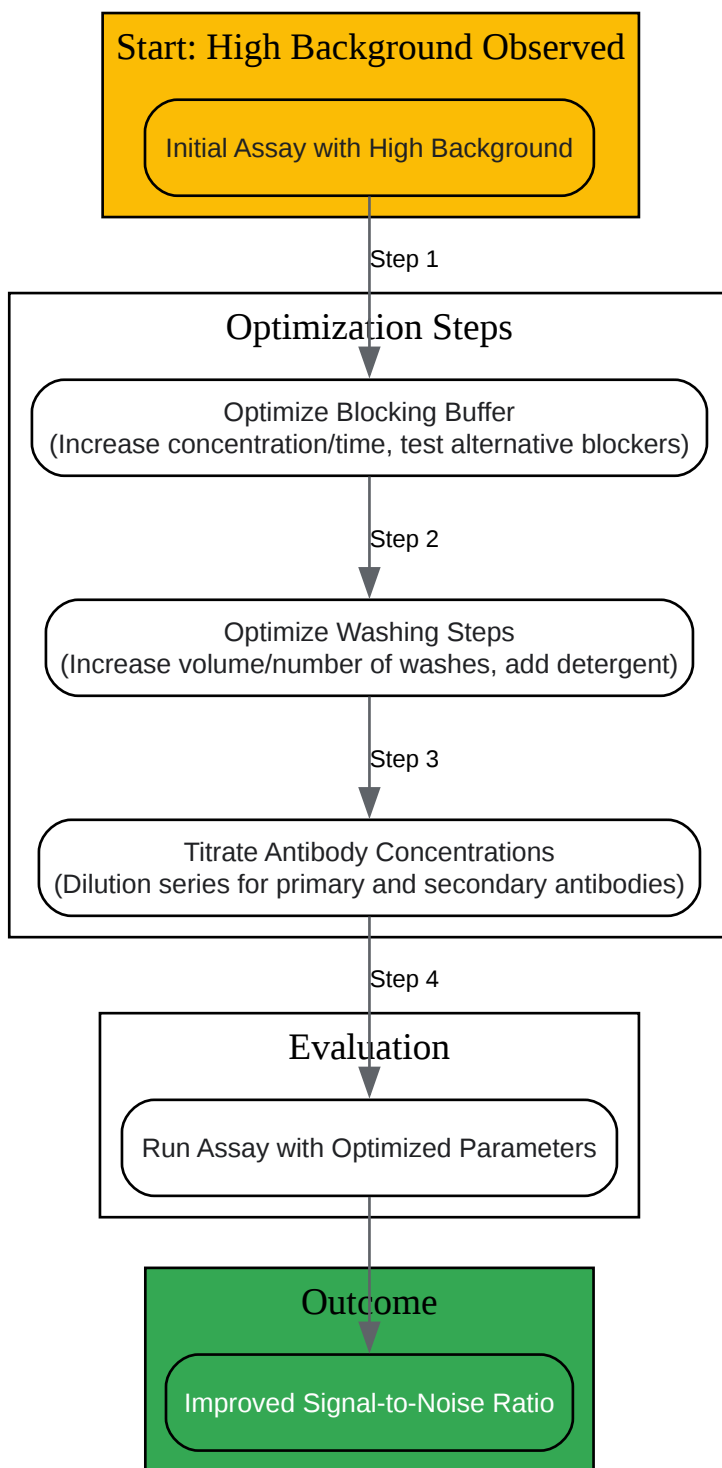 Start: High Background Observed
Initial Assay with High Background
Step 1
Optimization Steps
Optimize Blocking Buffer
(Increase concentration/time, test alternative blockers)
Step 2
Optimize Washing Steps
(Increase volume/number of washes, add detergent)
Step 3
Titrate Antibody Concentrations
(Dilution series for primary and secondary antibodies)
Step 4
Evaluation
Run Assay with Optimized Parameters
Outcome
Improved Signal-to-Noise Ratio